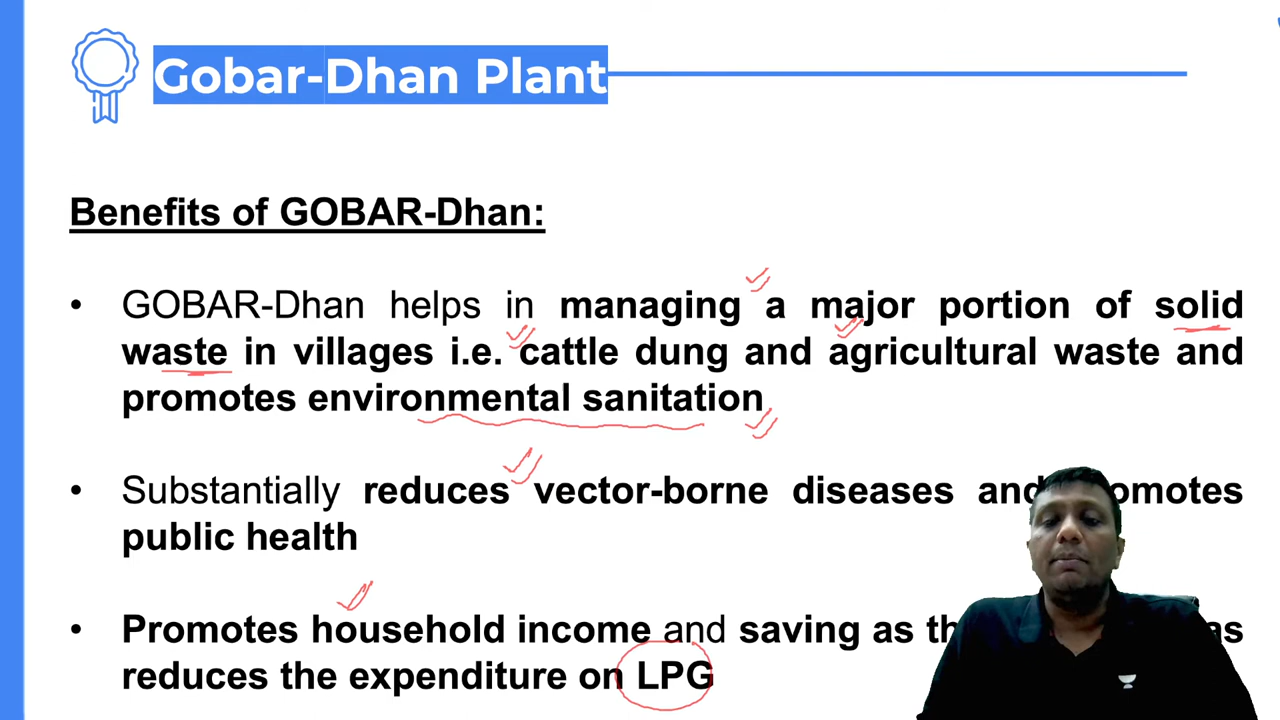 Gobar-Dhan Plant
Benefits of GOBAR-Dhan:
• GOBAR-Dhan helps in managing a major portion of solid
waste in villages i.e. cattle dung and agricultural waste and
promotes environmental sanitation
• Substantially reduces vector-borne diseases and
public health
• Promotes household income and saving as
reduces the expenditure on LPG